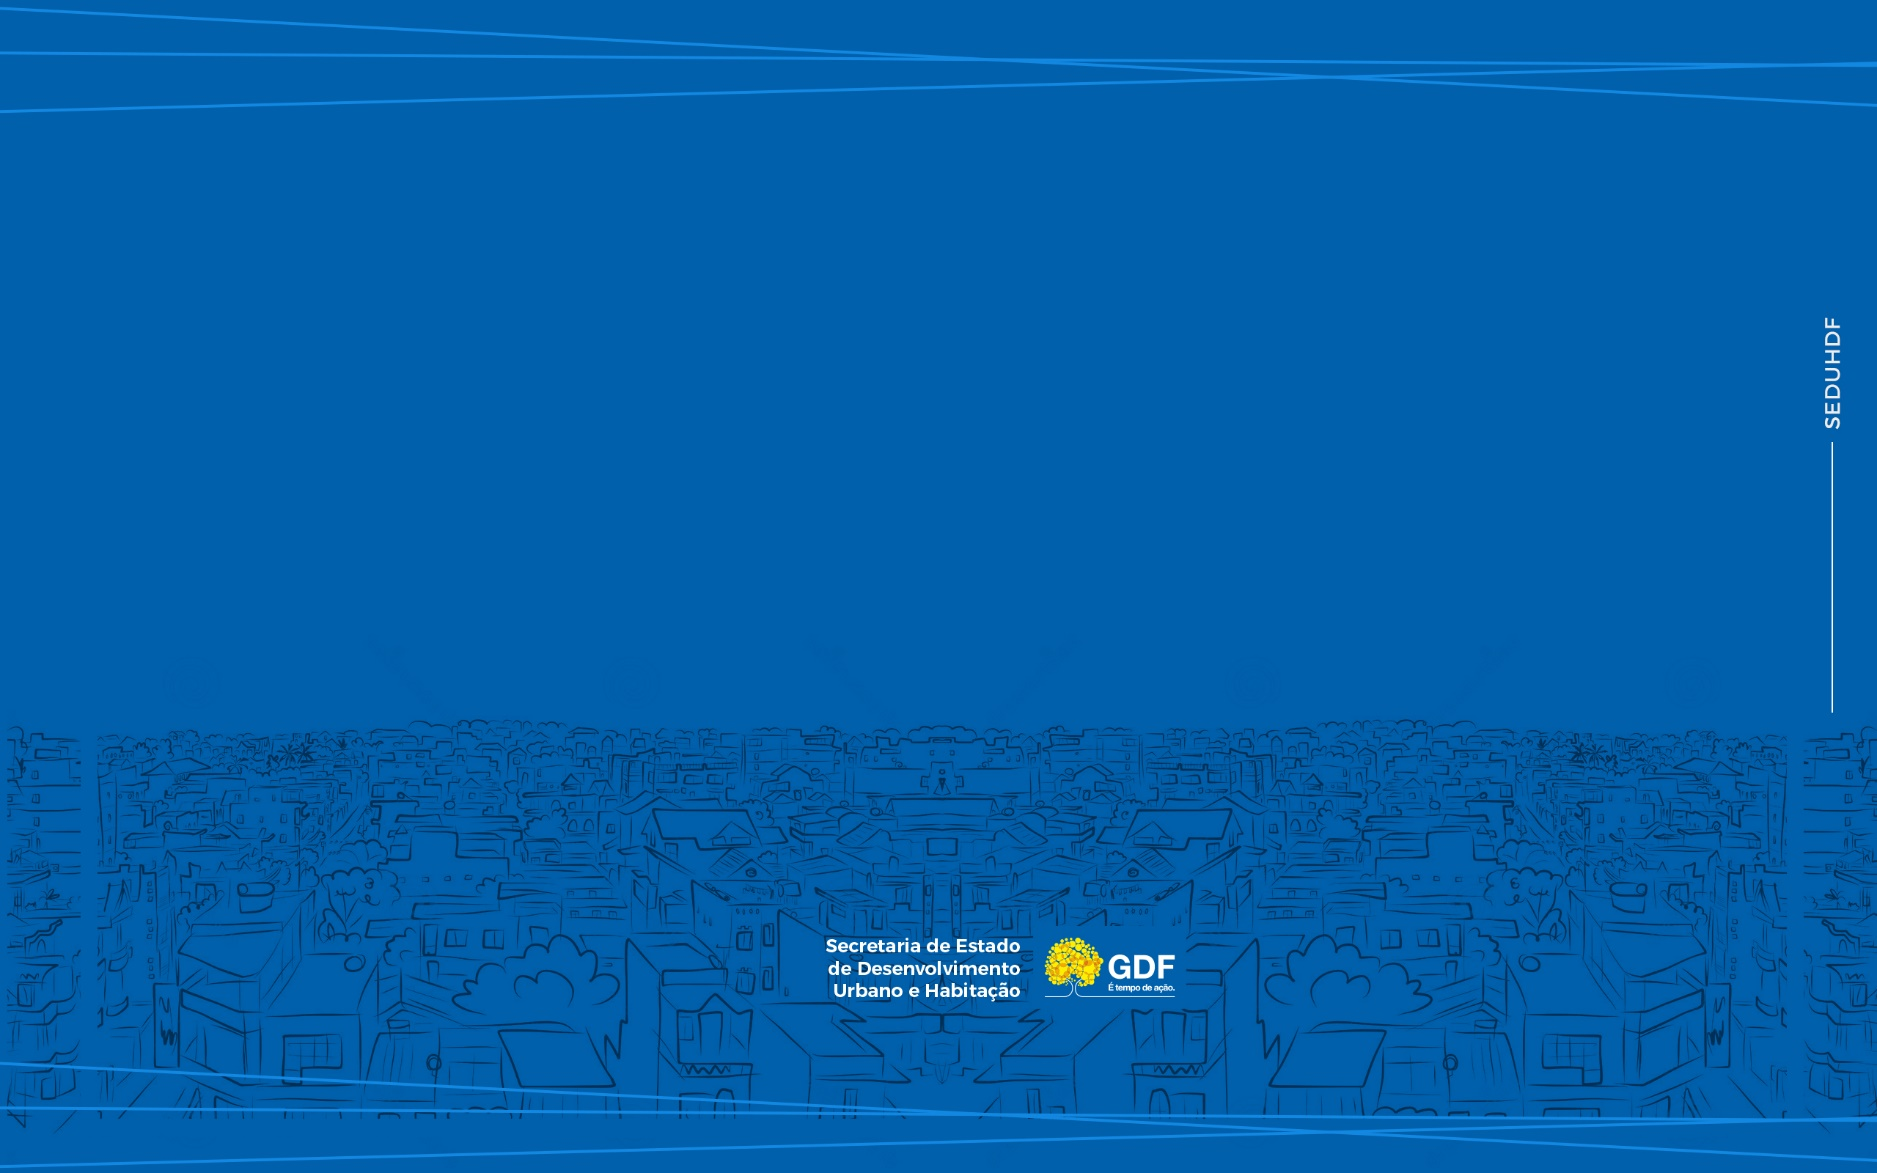 SEDUHDF
Secretaria de Estado
de Desenvolvimento
Urbano e Habitação
GDF
É tempo de ação.